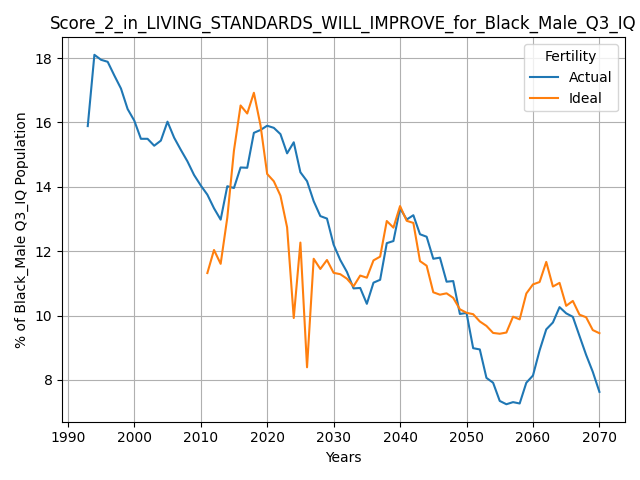 Score_2_in_LIVING_STANDARDS_WILL_IMPROVE_for_Black_Male_Q3_IQ
Fertility
Actual
Ideal
% of Black_Male Q3_IQ Population
18
16
14
12
10
8
1990
2000
2010
2020
2030
2040
2050
2060
2070
Years